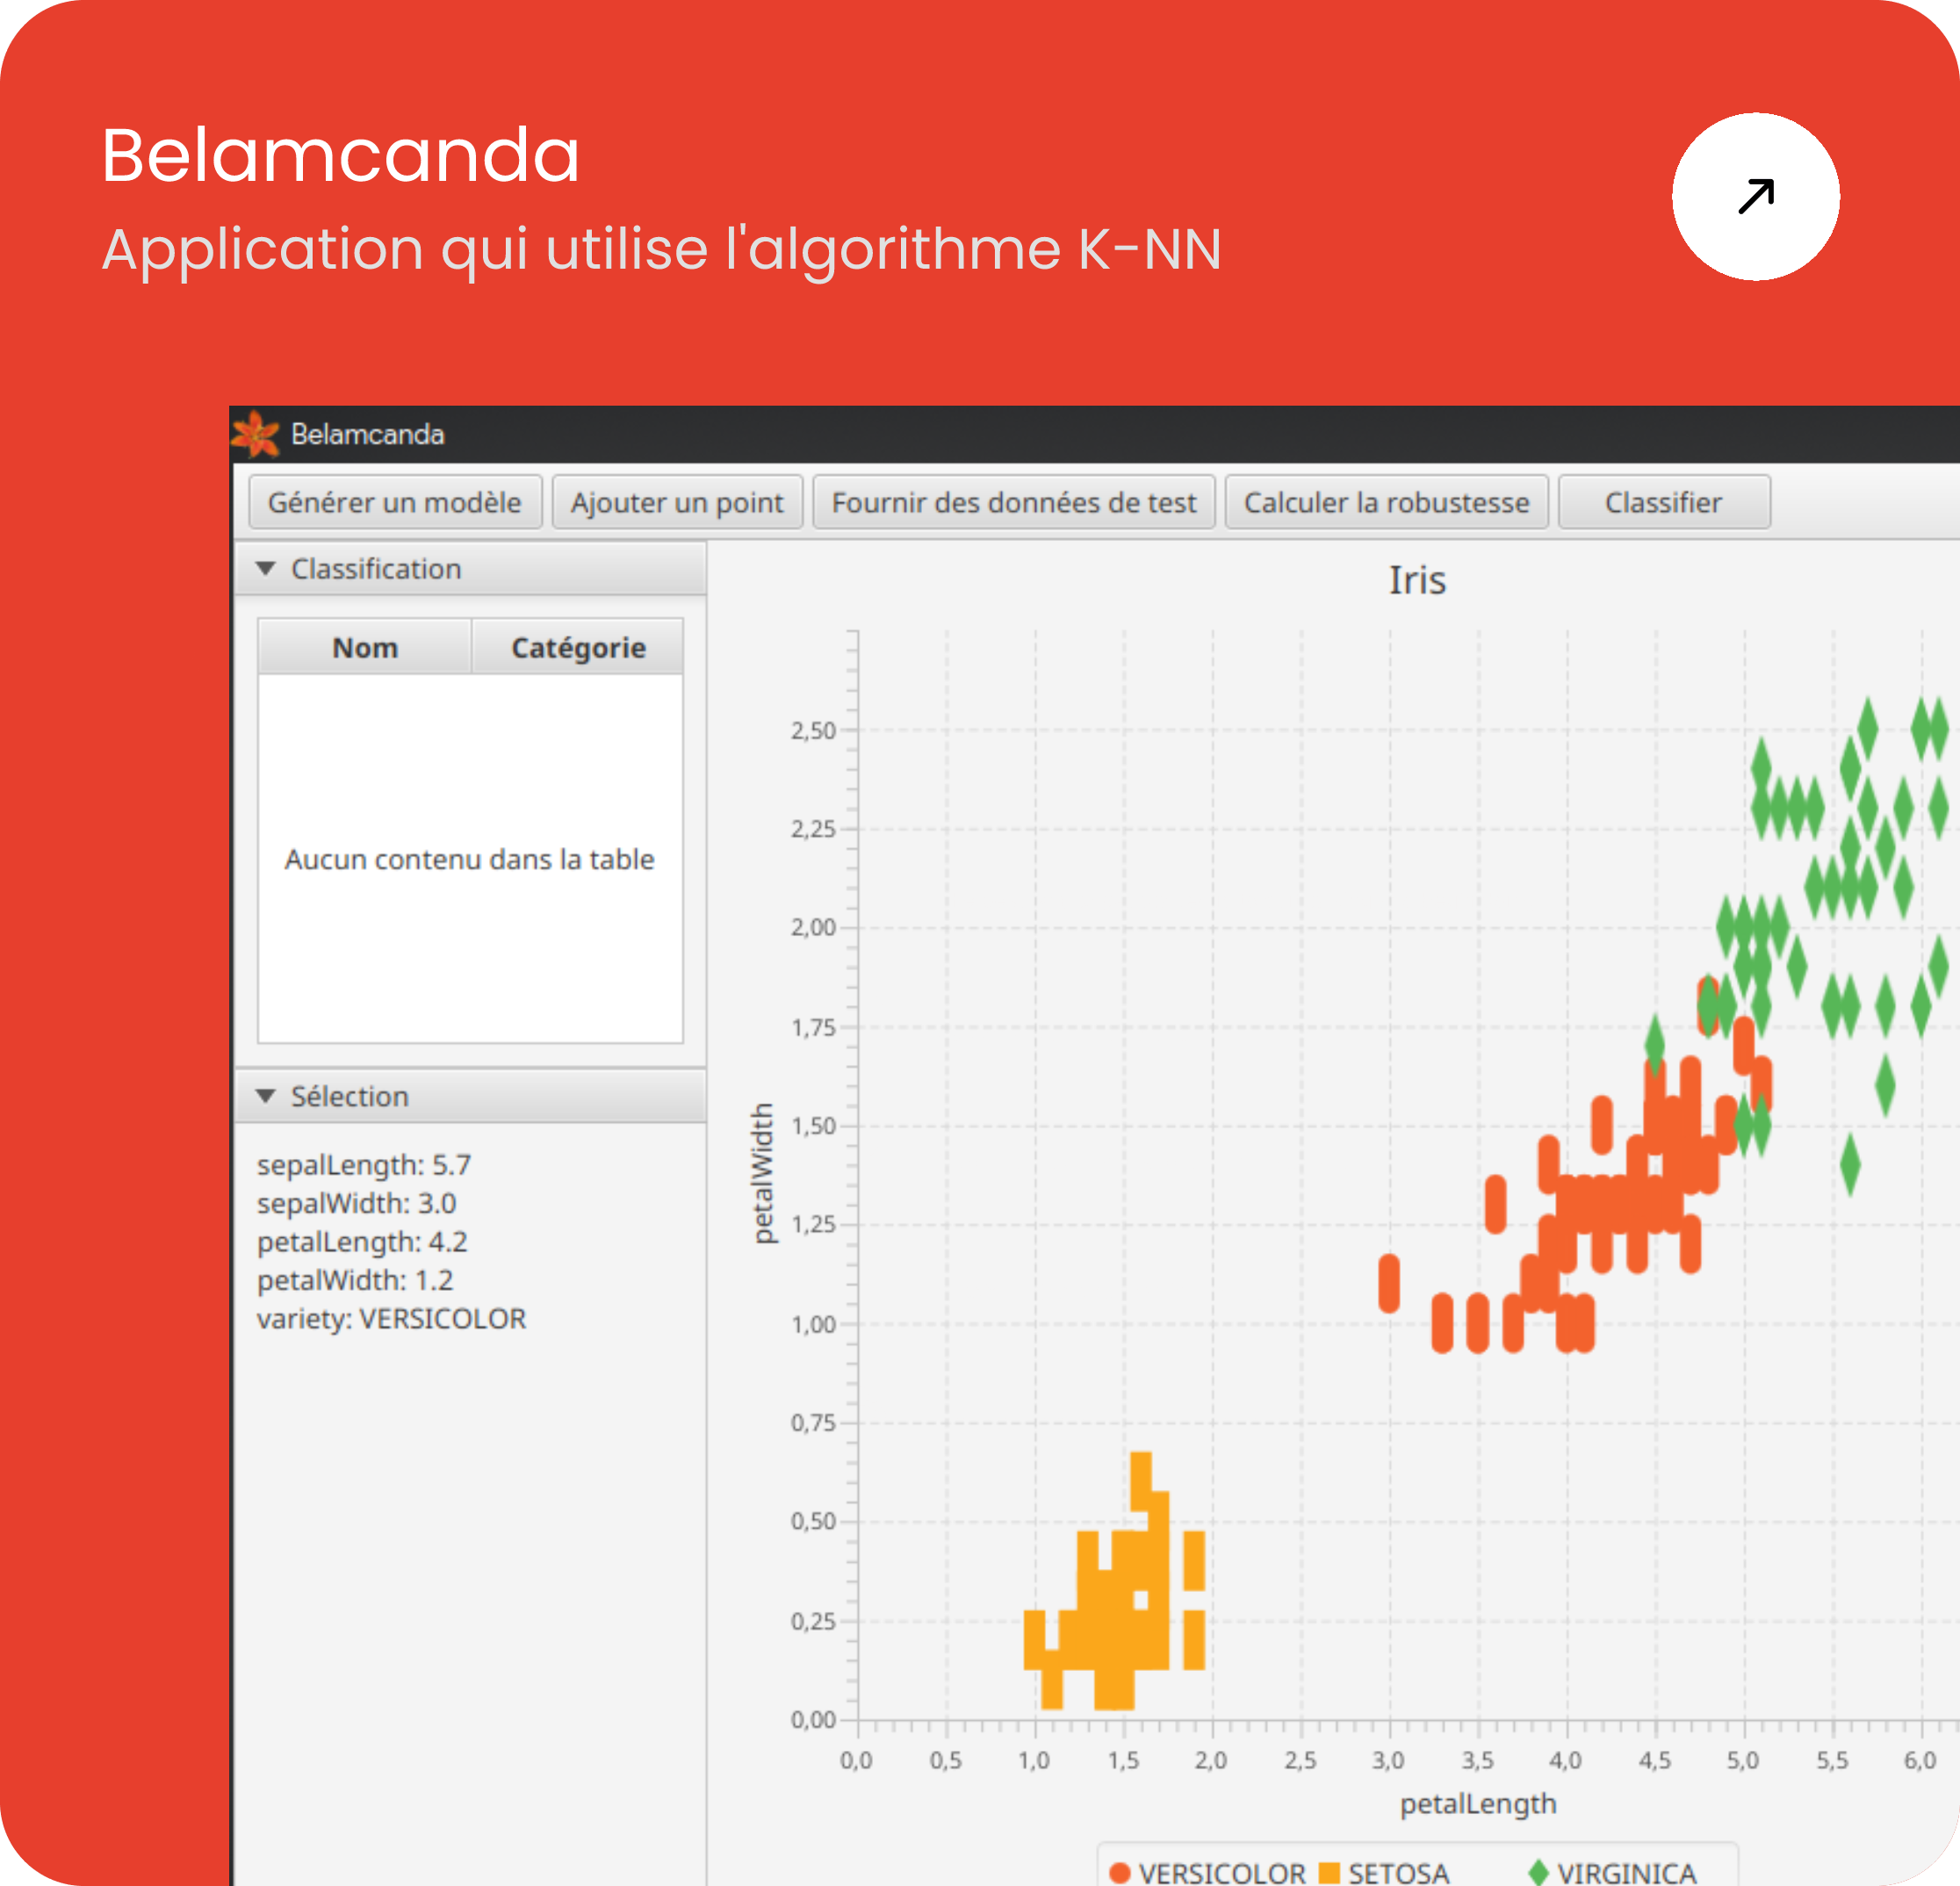 Belamcanda
Application qui utilise l'algorithme K-NN
Belamcanda
Générer un modèle Ajouter un point Fournir des données de test Calculer la robustesse Classifier
Classification
Nom Catégorie
Aucun contenu dans la table
Sélection
sepalLength: 5.7
sepalWidth: 3.0
petalLength: 4.2
petalWidth: 1.2
variety: VERSICOLOR
Iris
petalWidth
2,50
2,25
2,00
1,75
1,50
1,25
1,00
0,75
0,50
0,25
0,00
0,0 0,5 1,0 1,5 2,0 2,5 3,0 3,5 4,0 4,5 5,0 5,5 6,0
petalLength
VERSICOLOR SETOSA VIRGINICA